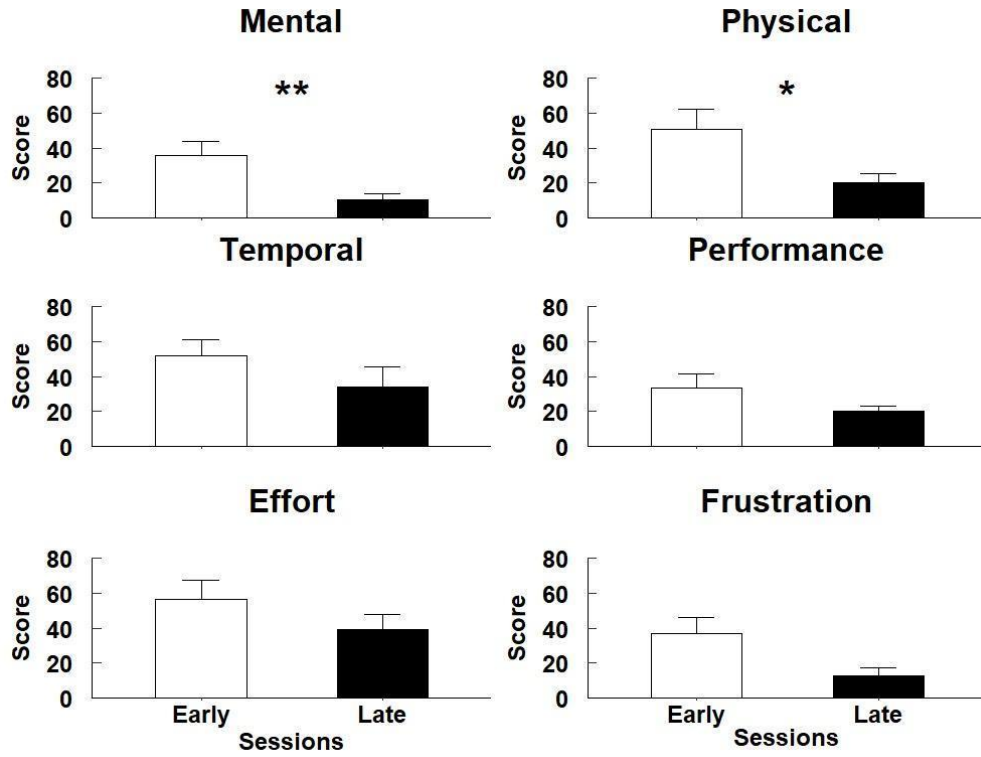 Mental
80
60
40
20
0
Score
**
Physical
80
60
40
20
0
Score
*
Temporal
80
60
40
20
0
Score
Performance
80
60
40
20
0
Score
Effort
80
60
40
20
0
Score
Early Late
Sessions
Frustration
80
60
40
20
0
Score
Early Late
Sessions